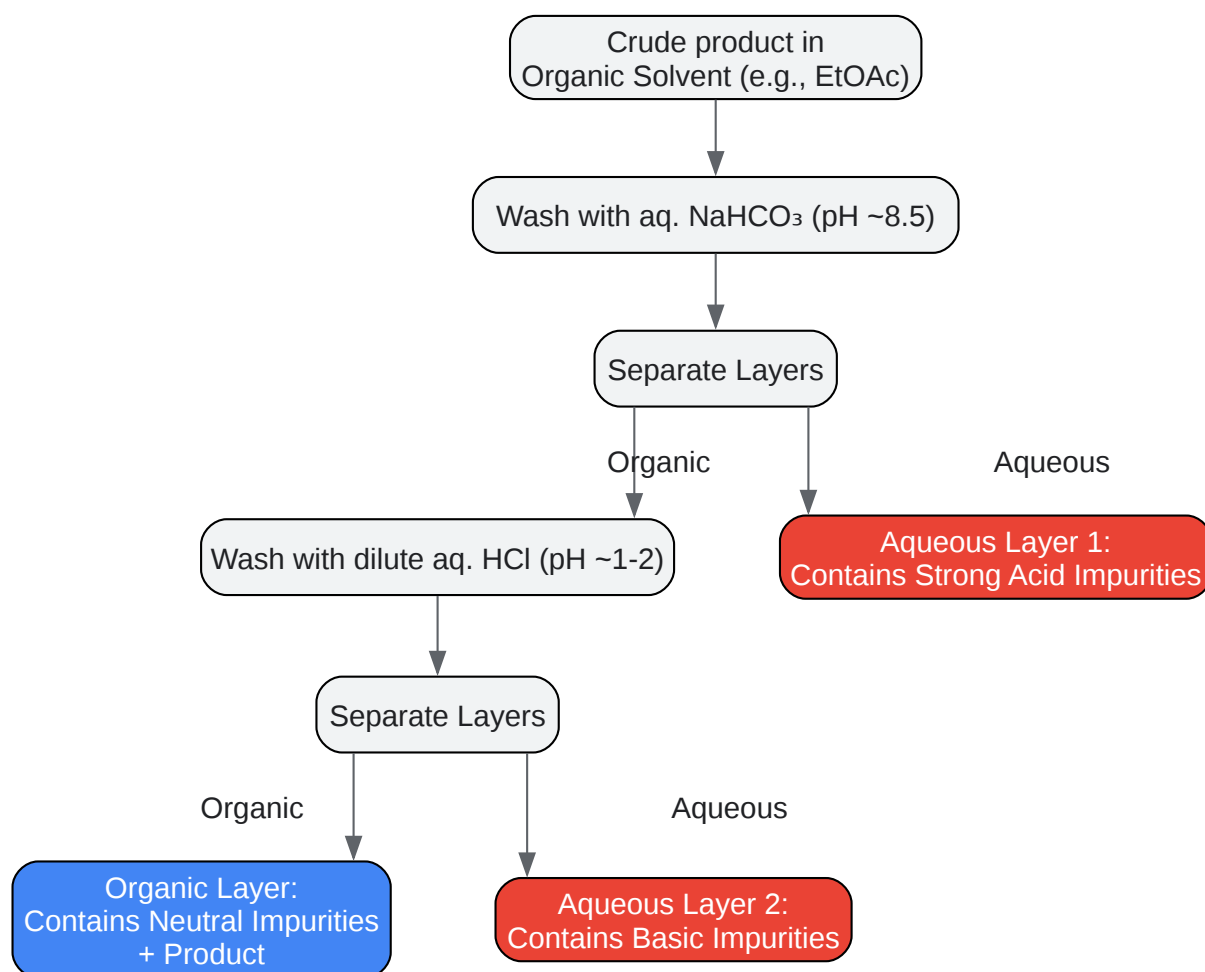 Crude product in
Organic Solvent (e.g., EtOAc)
Wash with aq. NaHCO₃ (pH ~8.5)
Separate Layers
Organic
Aqueous
Wash with dilute aq. HCl (pH ~1-2)
Aqueous Layer 1:
Contains Strong Acid Impurities
Separate Layers
Organic
Aqueous
Organic Layer:
Contains Neutral Impurities
+ Product
Aqueous Layer 2:
Contains Basic Impurities